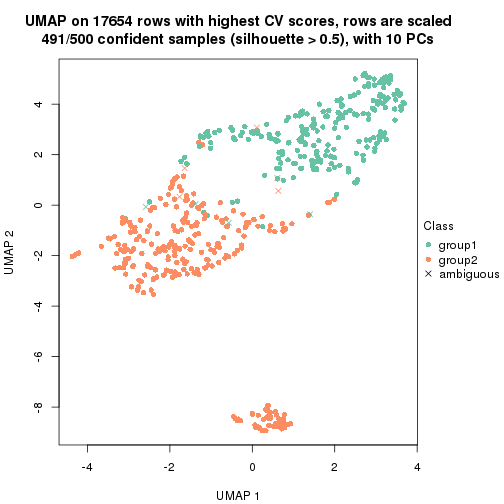 UMAP on 17654 rows with highest CV scores, rows are scaled
491/500 confident samples (silhouette > 0.5), with 10 PCs
4
2
0
-2
-4
-6
-8
UMAP 2
-4
-2
0
2
4
UMAP 1
Class
group1
group2
ambiguous